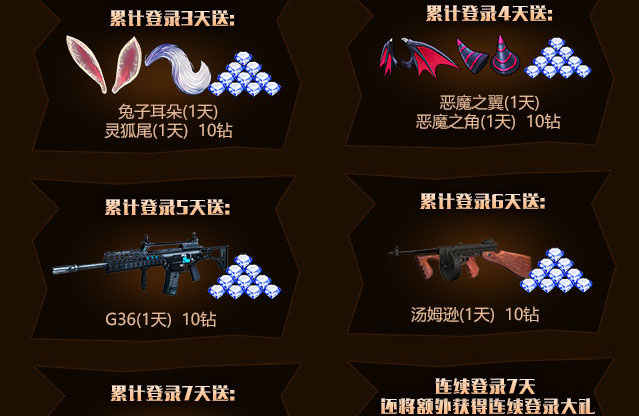 累计登录3天送:
兔子耳朵(1天)
灵狐尾(1天) 10钻
累计登录4天送:
恶魔之翼(1天)
恶魔之角(1天) 10钻
累计登录5天送:
G36(1天) 10钻
累计登录6天送:
汤姆逊(1天) 10钻
累计登录7天送:
连续登录7天
还将额外获得连续登录大礼